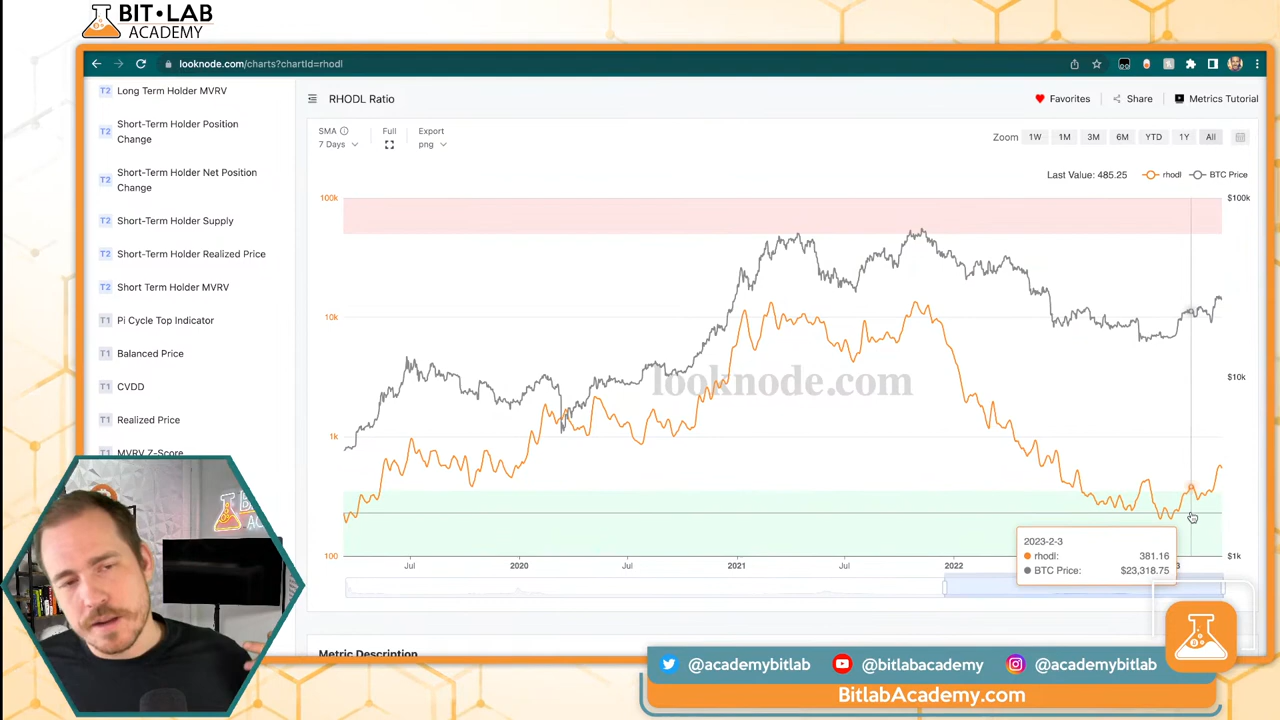 BIT•LAB
ACADEMY
looknode.com/charts?chartId=rhodl
T2 Long Term Holder MVRV
T2 Short-Term Holder Position
Change
T2 Short-Term Holder Net Position
Change
T2 Short-Term Holder Supply
T2 Short-Term Holder Realized Price
T2 Short Term Holder MVRV
T1 Pi Cycle Top Indicator
T1 Balanced Price
T1 CVDD
T1 Realized Price
MVRV Z-Score
RHODL Ratio
Favorites
Share
Metrics Tutorial
SMA
7 Days
Full
Export
png
Zoom 1W 1M 3M 6M YTD 1Y All
Last Value: 485.25
rhodl
BTC Price
100k
10k
1k
100
$100k
$10k
$1k
looknode.com
Jul 2020 Jul 2021 Jul 2022
2023-2-3
rhodl: 381.16
BTC Price: $23,318.75
Metric Description
@academybitlab @bitlabacademy @academybitlab
BitlabAcademy.com